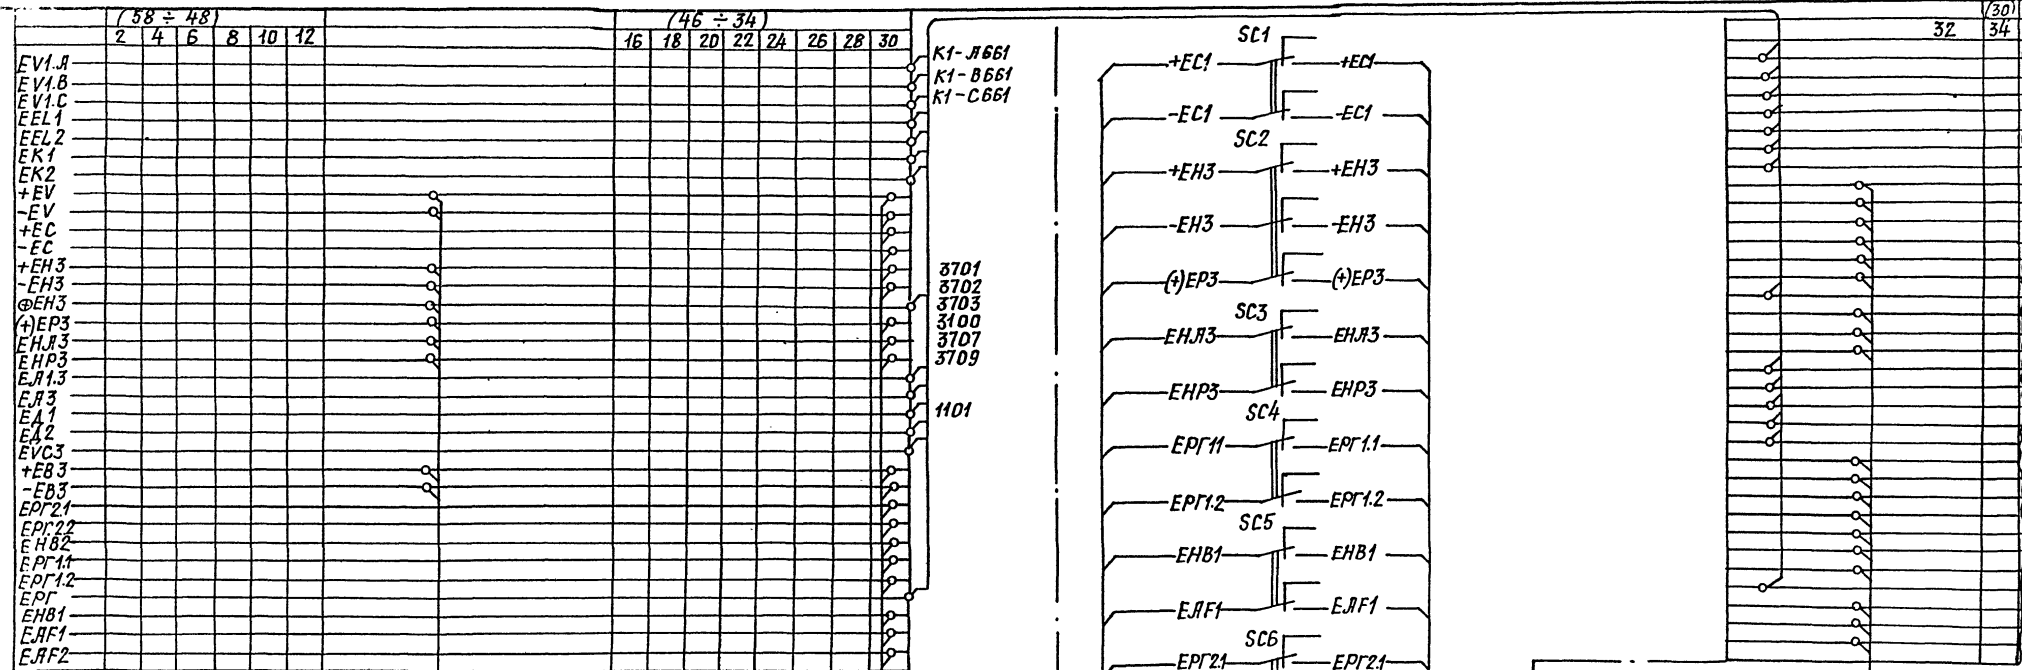 (58 ÷ 48) (46 ÷ 34) (30)
2 4 6 8 10 12 16 18 20 22 24 26 28 30 32 34
EV1.A
EV1.B
EV1.C
EEL1
EEL2
EK1
EK2
+EV
-EV
+EC
-EC
+EH3
-EH3
⊕EH3
(+)EP3
EHЛ3
EHP3
EЛ1.3
EЛ3
EД1
EД2
EVC3
+EB3
-EB3
EPГ2.1
EPГ.2.2
EHB2
EPГ1.1
EPГ1.2
EPГ
EHB1
EЛF1
EЛF2
K1-Л661
K1-B661
K1-C661
3701
3702
3703
3100
3707
3709
1101
SC1
+EC1 +EC1
-EC1 -EC1
SC2
+EH3 +EH3
-EH3 -EH3
(+)EP3 (+)EP3
SC3
EHЛ3 EHЛ3
EHP3 EHP3
SC4
EPГ11 EPГ1.1
EPГ1.2 EPГ1.2
SC5
EHB1 EHB1
EЛF1 EЛF1
SC6
EPГ2.1 EPГ2.1